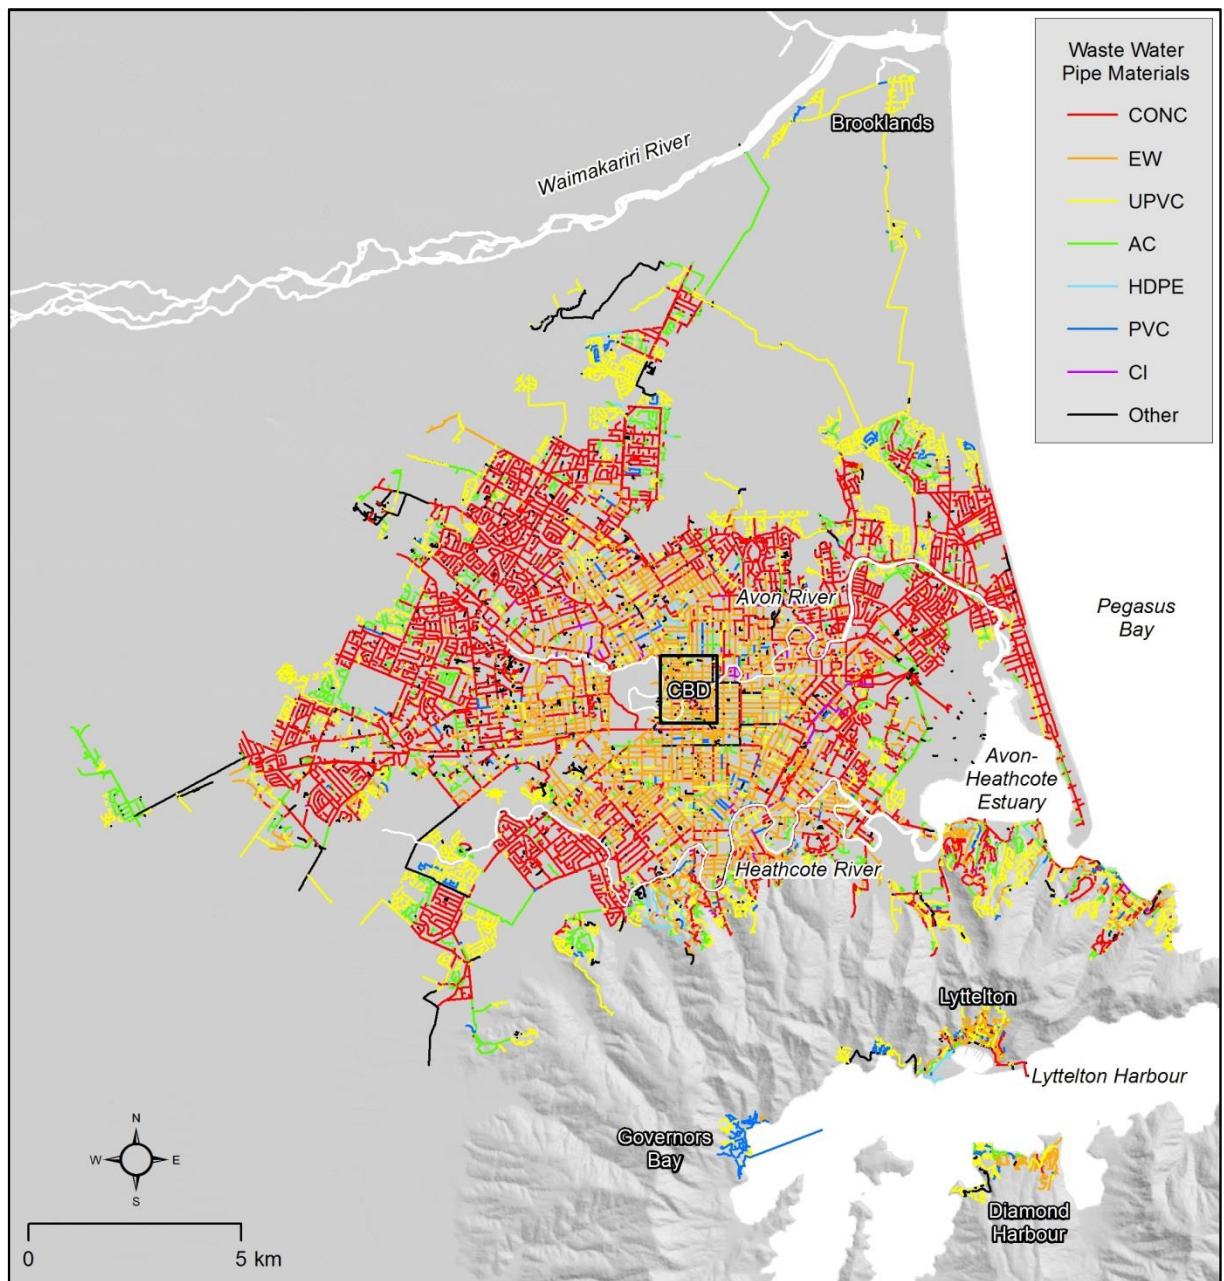 Waste Water
Pipe Materials
CONC
EW
UPVC
AC
HDPE
PVC
CI
Other
Brooklands
Waimakariri River
Avon River
Pegasus
Bay
CBD
Avon-
Heathcote
Estuary
Heathcote River
Lyttelton
Lyttelton Harbour
Governors
Bay
Diamond
Harbour
N
W
E
S
0
5 km